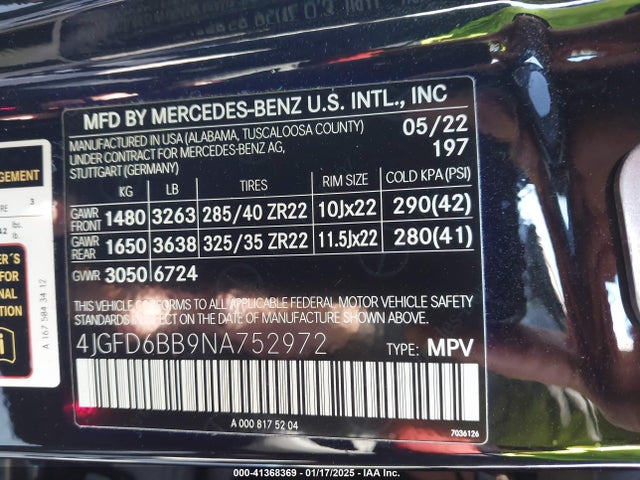 MFD BY MERCEDES-BENZ U.S. INTL., INC
MANUFACTURED IN USA (ALABAMA, TUSCALOOSA COUNTY) 05/22
UNDER CONTRACT FOR MERCEDES-BENZ AG, 197
STUTTGART (GERMANY)
KG LB TIRES RIM SIZE COLD KPA (PSI)
GAWR FRONT 1480 3263 285/40 ZR22 10Jx22 290(42)
GAWR REAR 1650 3638 325/35 ZR22 11.5Jx22 280(41)
GVWR 3050 6724
THIS VEHICLE CONFORMS TO ALL APPLICABLE FEDERAL MOTOR VEHICLE SAFETY
STANDARDS IN EFFECT ON THE DATE OF MANUFACTURE SHOWN ABOVE.
4JGFD6BB9NA752972 TYPE: MPV
A 000 817 52 04
7036126
A 167 584 34 12
000-41368369 - 01/17/2025 - IAA Inc.